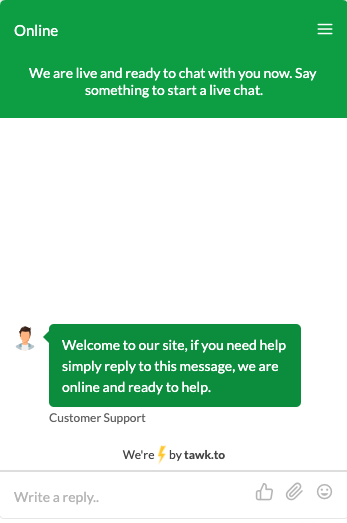 Online
We are live and ready to chat with you now. Say
something to start a live chat.
Welcome to our site, if you need help
simply reply to this message, we are
online and ready to help.
Customer Support
We're by tawk.to
Write a reply..